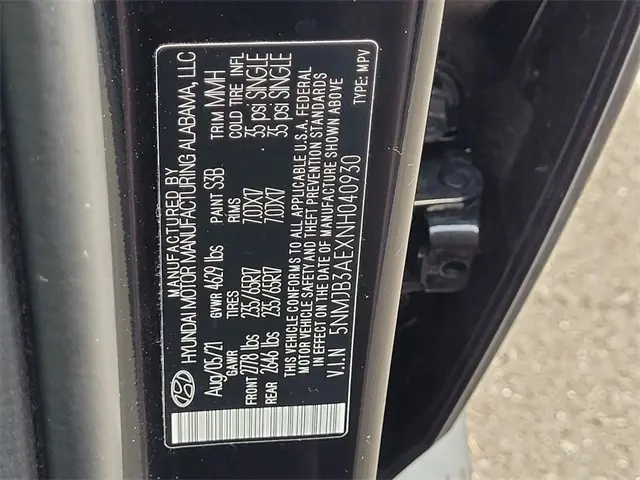 MANUFACTURED BY
HYUNDAI MOTOR MANUFACTURING ALABAMA, LLC
Aug/05/21 GVWR 4629 lbs PAINT S3B TRIM MMH
GAWR TIRES RIMS COLD TIRE INFL
FRONT 2778 lbs 235/65R17 7.0JX17 35 psi SINGLE
REAR 2646 lbs 235/65R17 7.0JX17 35 psi SINGLE
THIS VEHICLE CONFORMS TO ALL APPLICABLE U.S.A. FEDERAL
MOTOR VEHICLE SAFETY AND THEFT PREVENTION STANDARDS
IN EFFECT ON THE DATE OF MANUFACTURE SHOWN ABOVE
V.I.N 5NMJB3AEXNH040930 TYPE: MPV